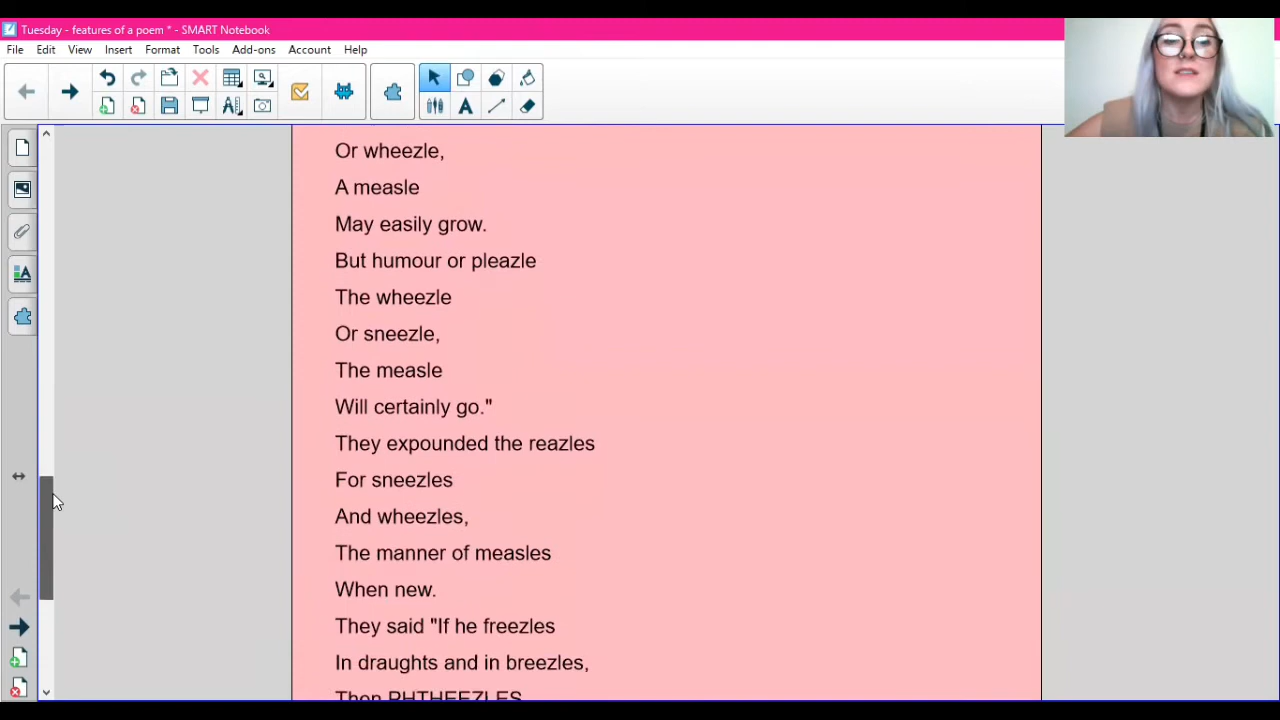 Tuesday - features of a poem * - SMART Notebook
File Edit View Insert Format Tools Add-ons Account Help
Or wheezle,
A measle
May easily grow.
But humour or pleazle
The wheezle
Or sneezle,
The measle
Will certainly go."
They expounded the reazles
For sneezles
And wheezles,
The manner of measles
When new.
They said "If he freezles
In draughts and in breezles,
Then PHTHEEZLES